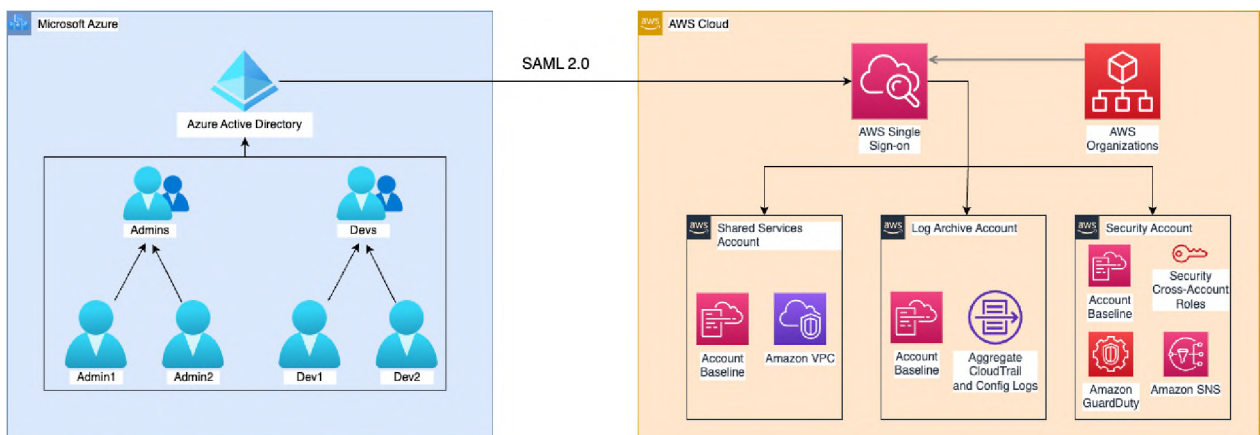 Microsoft Azure
Azure Active Directory
Admins
Devs
Admin1
Admin2
Dev1
Dev2
SAML 2.0
aws
AWS Cloud
AWS Single
Sign-on
AWS
Organizations
aws
Shared Services
Account
Account
Baseline
Amazon VPC
aws
Log Archive Account
Account
Baseline
Aggregate
CloudTrail
and Config Logs
aws
Security Account
Account
Baseline
Security
Cross-Account
Roles
Amazon
GuardDuty
Amazon SNS